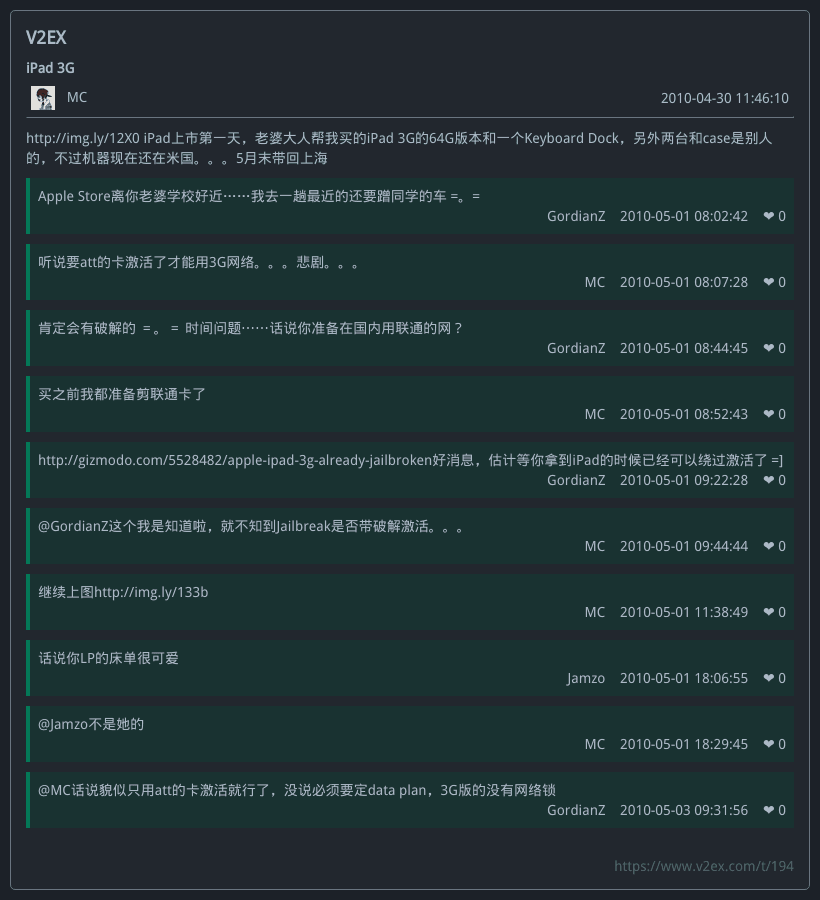 V2EX
iPad 3G
MC 2010-04-30 11:46:10
http://img.ly/12X0 iPad上市第一天，老婆大人帮我买的iPad 3G的64G版本和一个Keyboard Dock，另外两台和case是别人
的，不过机器现在还在米国。。。5月末带回上海
Apple Store离你老婆学校好近……我去一趟最近的还要蹭同学的车 =。=
GordianZ 2010-05-01 08:02:42 ❤ 0
听说要att的卡激活了才能用3G网络。。。悲剧。。。
MC 2010-05-01 08:07:28 ❤ 0
肯定会有破解的 =。 = 时间问题……话说你准备在国内用联通的网？
GordianZ 2010-05-01 08:44:45 ❤ 0
买之前我都准备剪联通卡了
MC 2010-05-01 08:52:43 ❤ 0
http://gizmodo.com/5528482/apple-ipad-3g-already-jailbroken好消息，估计等你拿到iPad的时候已经可以绕过激活了 =]
GordianZ 2010-05-01 09:22:28 ❤ 0
@GordianZ这个我是知道啦，就不知到Jailbreak是否带破解激活。。。
MC 2010-05-01 09:44:44 ❤ 0
继续上图http://img.ly/133b
MC 2010-05-01 11:38:49 ❤ 0
话说你LP的床单很可爱
Jamzo 2010-05-01 18:06:55 ❤ 0
@Jamzo不是她的
MC 2010-05-01 18:29:45 ❤ 0
@MC话说貌似只用att的卡激活就行了，没说必须要定data plan，3G版的没有网络锁
GordianZ 2010-05-03 09:31:56 ❤ 0
https://www.v2ex.com/t/194